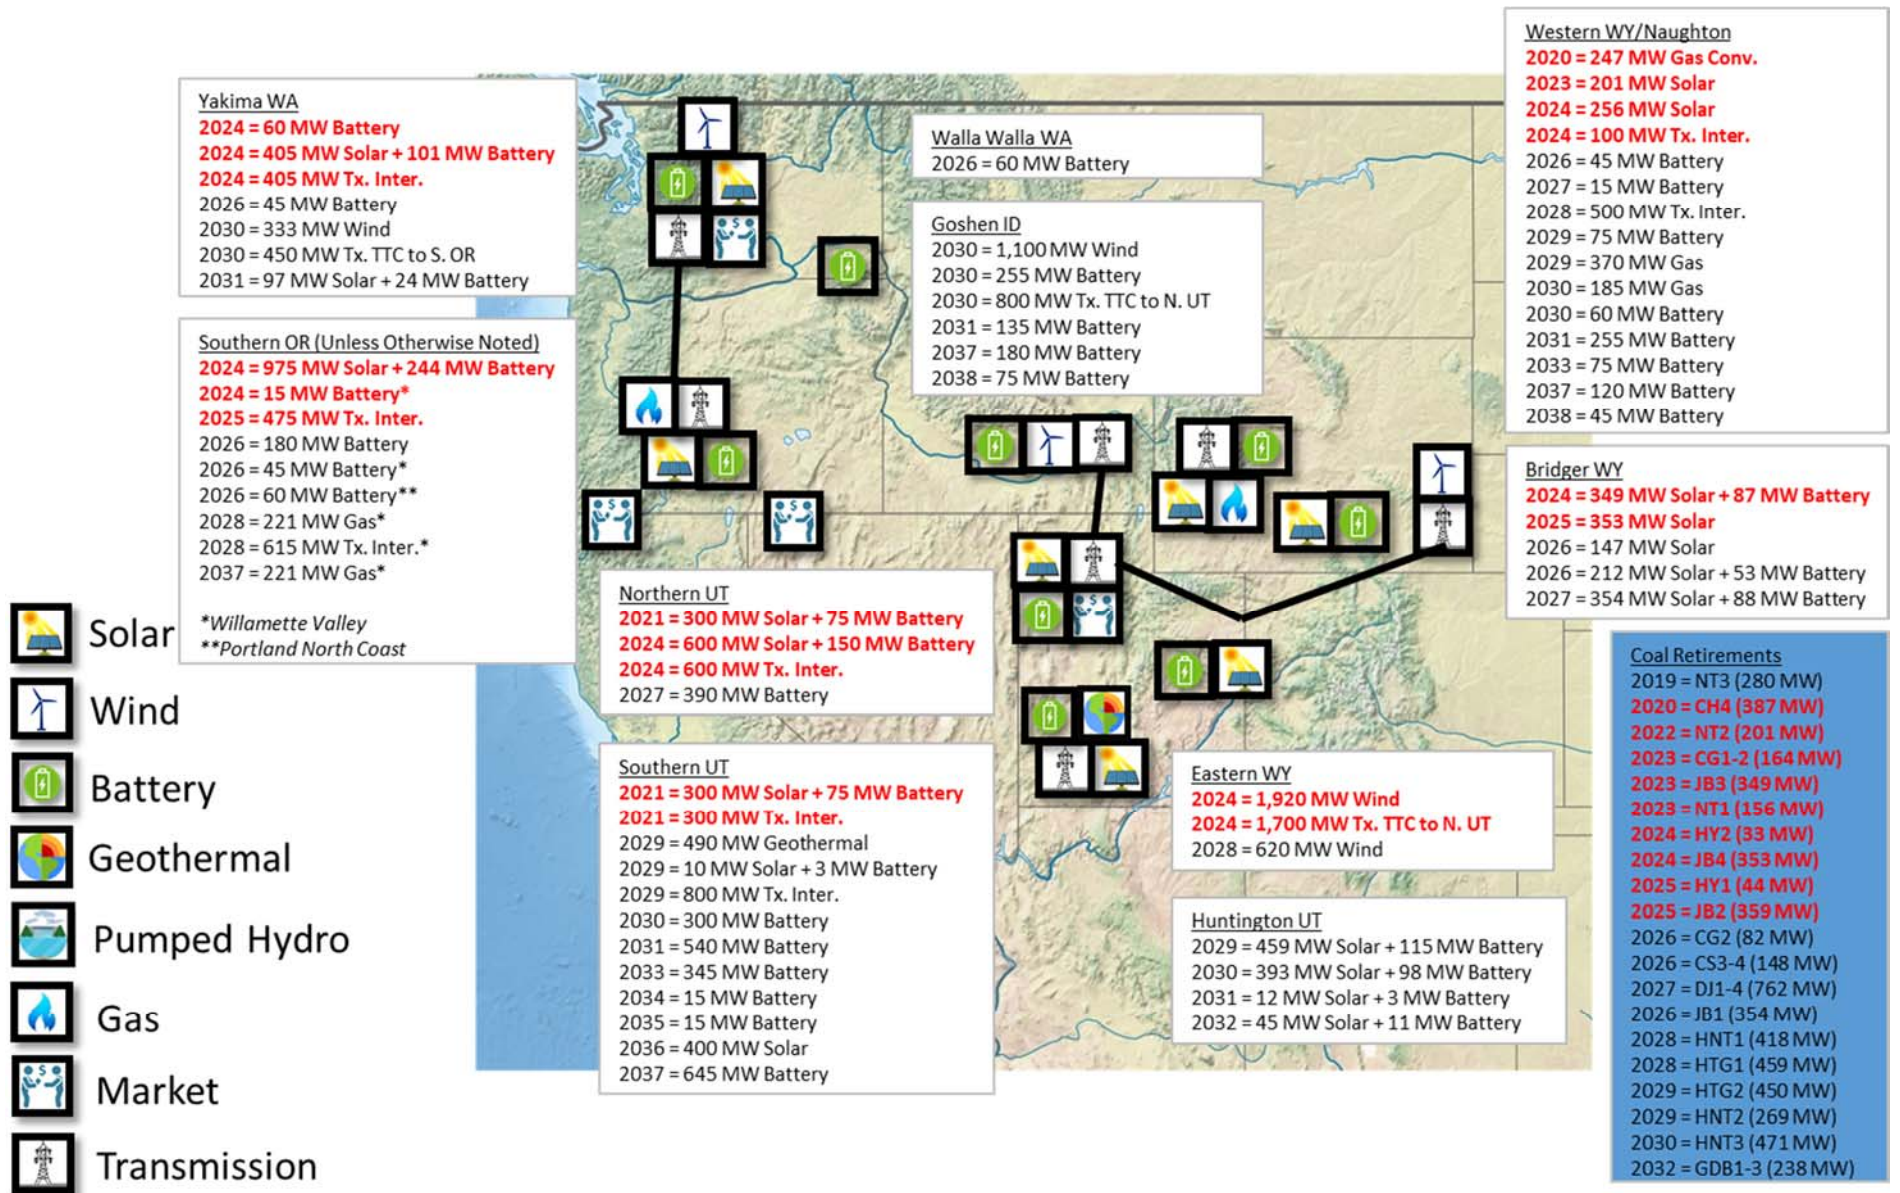 Yakima WA
2024 = 60 MW Battery
2024 = 405 MW Solar + 101 MW Battery
2024 = 405 MW Tx. Inter.
2026 = 45 MW Battery
2030 = 333 MW Wind
2030 = 450 MW Tx. TTC to S. OR
2031 = 97 MW Solar + 24 MW Battery
Southern OR (Unless Otherwise Noted)
2024 = 975 MW Solar + 244 MW Battery
2024 = 15 MW Battery*
2025 = 475 MW Tx. Inter.
2026 = 180 MW Battery
2026 = 45 MW Battery*
2026 = 60 MW Battery**
2028 = 221 MW Gas*
2028 = 615 MW Tx. Inter.*
2037 = 221 MW Gas*
*Willamette Valley
**Portland North Coast
Solar
Wind
Battery
Geothermal
Pumped Hydro
Gas
Market
Transmission
Northern UT
2021 = 300 MW Solar + 75 MW Battery
2024 = 600 MW Solar + 150 MW Battery
2024 = 600 MW Tx. Inter.
2027 = 390 MW Battery
Southern UT
2021 = 300 MW Solar + 75 MW Battery
2021 = 300 MW Tx. Inter.
2029 = 490 MW Geothermal
2029 = 10 MW Solar + 3 MW Battery
2029 = 800 MW Tx. Inter.
2030 = 300 MW Battery
2031 = 540 MW Battery
2033 = 345 MW Battery
2034 = 15 MW Battery
2035 = 15 MW Battery
2036 = 400 MW Solar
2037 = 645 MW Battery
Walla Walla WA
2026 = 60 MW Battery
Goshen ID
2030 = 1,100 MW Wind
2030 = 255 MW Battery
2030 = 800 MW Tx. TTC to N. UT
2031 = 135 MW Battery
2037 = 180 MW Battery
2038 = 75 MW Battery
Eastern WY
2024 = 1,920 MW Wind
2024 = 1,700 MW Tx. TTC to N. UT
2028 = 620 MW Wind
Huntington UT
2029 = 459 MW Solar + 115 MW Battery
2030 = 393 MW Solar + 98 MW Battery
2031 = 12 MW Solar + 3 MW Battery
2032 = 45 MW Solar + 11 MW Battery
Western WY/Naughton
2020 = 247 MW Gas Conv.
2023 = 201 MW Solar
2024 = 256 MW Solar
2024 = 100 MW Tx. Inter.
2026 = 45 MW Battery
2027 = 15 MW Battery
2028 = 500 MW Tx. Inter.
2029 = 75 MW Battery
2029 = 370 MW Gas
2030 = 185 MW Gas
2030 = 60 MW Battery
2031 = 255 MW Battery
2033 = 75 MW Battery
2037 = 120 MW Battery
2038 = 45 MW Battery
Bridger WY
2024 = 349 MW Solar + 87 MW Battery
2025 = 353 MW Solar
2026 = 147 MW Solar
2026 = 212 MW Solar + 53 MW Battery
2027 = 354 MW Solar + 88 MW Battery
Coal Retirements
2019 = NT3 (280 MW)
2020 = CH4 (387 MW)
2022 = NT2 (201 MW)
2023 = CG1-2 (164 MW)
2023 = JB3 (349 MW)
2023 = NT1 (156 MW)
2024 = HY2 (33 MW)
2024 = JB4 (353 MW)
2025 = HY1 (44 MW)
2025 = JB2 (359 MW)
2026 = CG2 (82 MW)
2026 = CS3-4 (148 MW)
2027 = DJ1-4 (762 MW)
2026 = JB1 (354 MW)
2028 = HNT1 (418 MW)
2028 = HTG1 (459 MW)
2029 = HTG2 (450 MW)
2029 = HNT2 (269 MW)
2030 = HNT3 (471 MW)
2032 = GDB1-3 (238 MW)